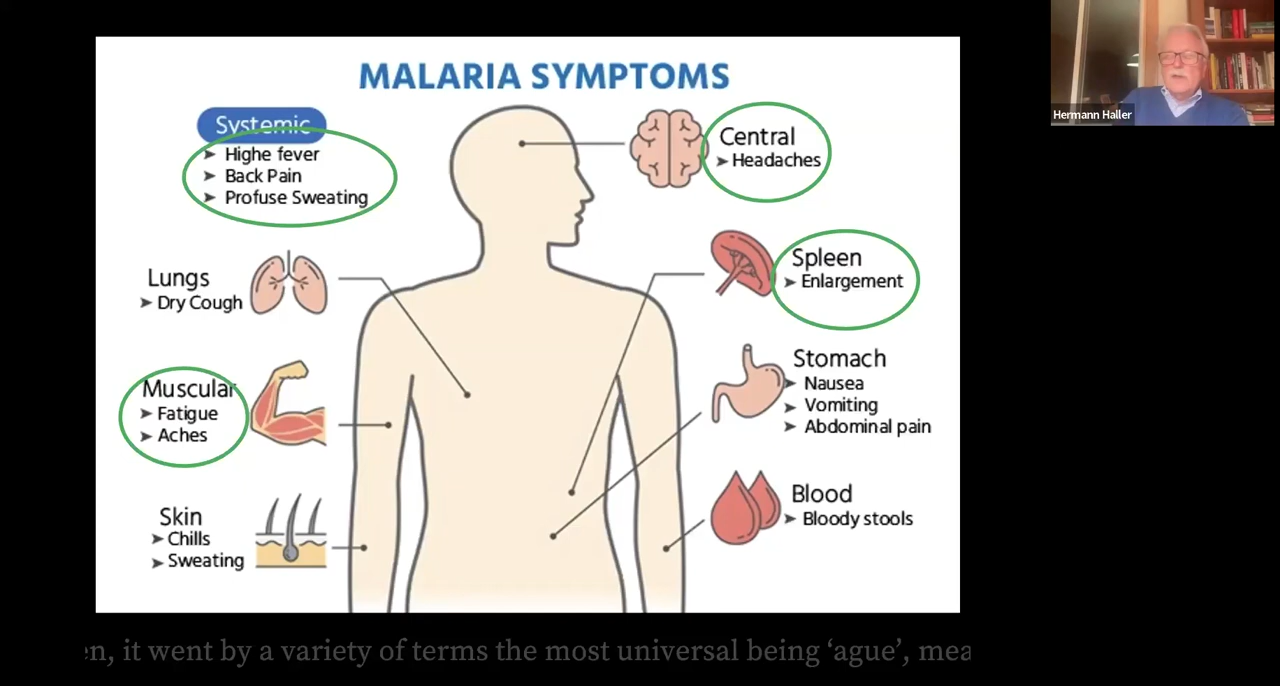 MALARIA SYMPTOMS
Systemic
➤ Highe fever
➤ Back Pain
➤ Profuse Sweating
Central
➤ Headaches
Lungs
➤ Dry Cough
Spleen
➤ Enlargement
Muscular
➤ Fatigue
➤ Aches
Stomach
➤ Nausea
➤ Vomiting
➤ Abdominal pain
Skin
➤ Chills
➤ Sweating
Blood
➤ Bloody stools
Hermann Haller
it went by a variety of terms the most universal being ‘ague’,